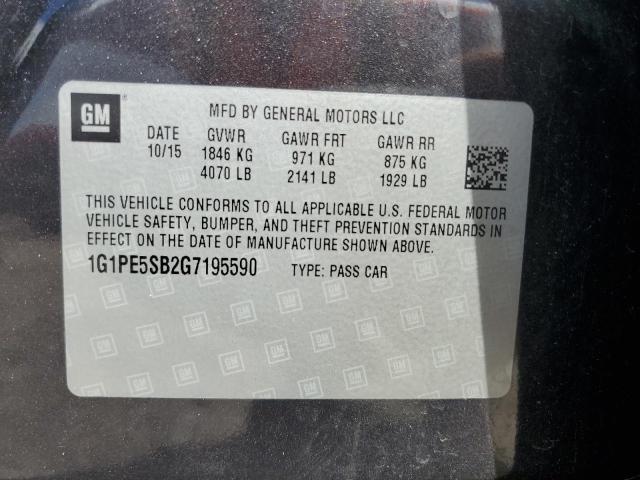 GM ® MFD BY GENERAL MOTORS LLC
DATE GVWR GAWR FRT GAWR RR
10/15 1846 KG 971 KG 875 KG
4070 LB 2141 LB 1929 LB
THIS VEHICLE CONFORMS TO ALL APPLICABLE U.S. FEDERAL MOTOR
VEHICLE SAFETY, BUMPER, AND THEFT PREVENTION STANDARDS IN
EFFECT ON THE DATE OF MANUFACTURE SHOWN ABOVE.
1G1PE5SB2G7195590 TYPE: PASS CAR